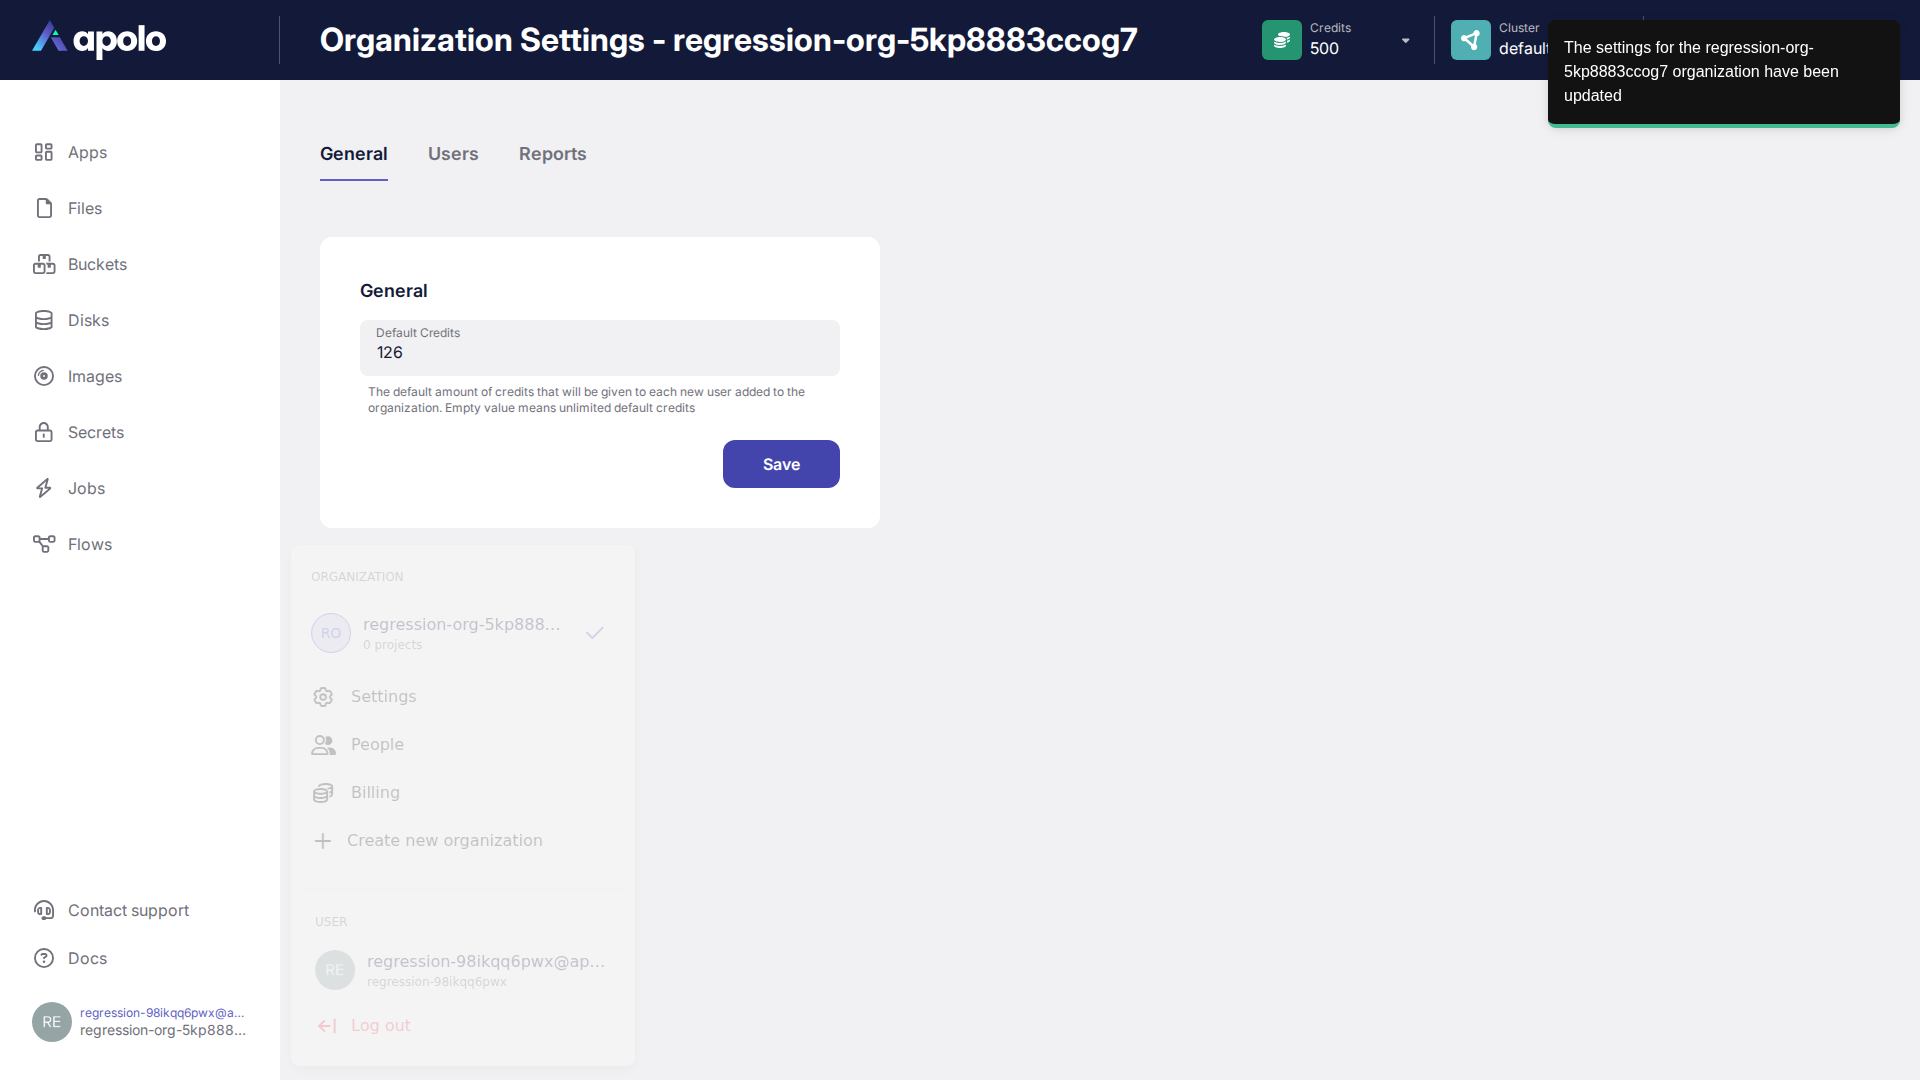 apolo
Organization Settings - regression-org-5kp8883ccog7
Credits
500
Cluster
default
The settings for the regression-org-
5kp8883ccog7 organization have been
updated
Apps
Files
Buckets
Disks
Images
Secrets
Jobs
Flows
Contact support
Docs
RE
regression-98ikqq6pwx@a...
regression-org-5kp888...
General
Users
Reports
General
Default Credits
126
The default amount of credits that will be given to each new user added to the
organization. Empty value means unlimited default credits
Save
ORGANIZATION
RO
regression-org-5kp888...
0 projects
Settings
People
Billing
Create new organization
USER
RE
regression-98ikqq6pwx@ap...
regression-98ikqq6pwx
Log out